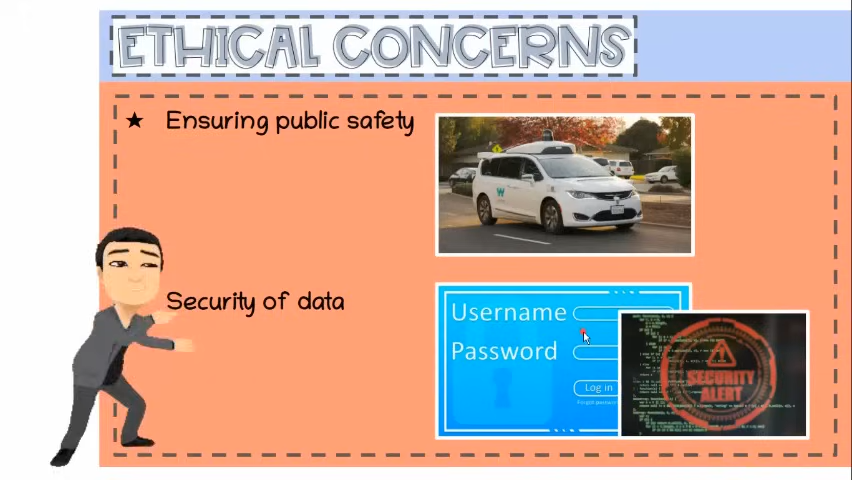 ETHICAL CONCERNS
★ Ensuring public safety
Security of data
Username
Password
Log in
SECURITY
ALERT